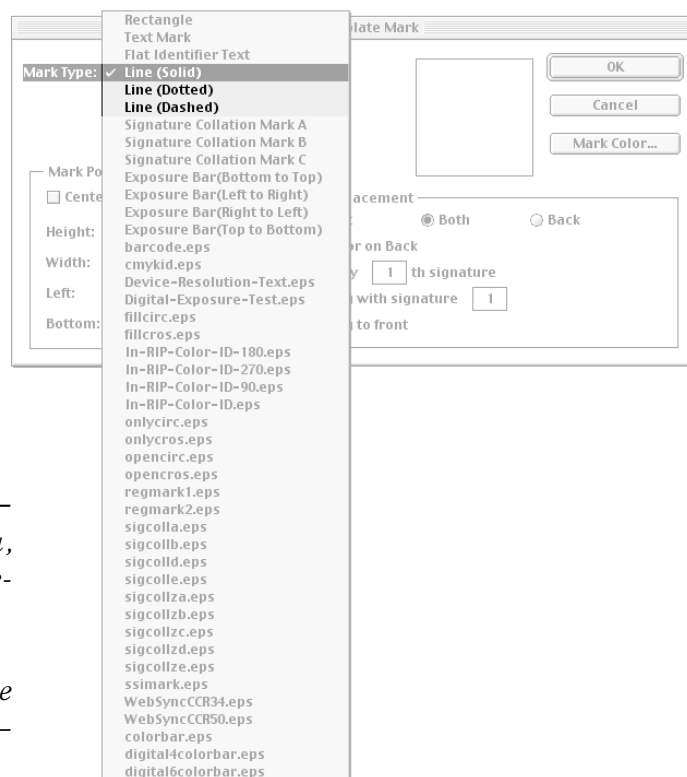 Rectangle
Text Mark
Flat Identifier Text
late Mark
Mark Type: ✓ Line (Solid)
Line (Dotted)
Line (Dashed)
Signature Collation Mark A
Signature Collation Mark B
Signature Collation Mark C
Exposure Bar(Bottom to Top)
Exposure Bar(Left to Right)
Exposure Bar(Right to Left)
Exposure Bar(Top to Bottom)
barcode.eps
cmykid.eps
Device-Resolution-Text.eps
Digital-Exposure-Test.eps
fillcirc.eps
fillcros.eps
In-RIP-Color-ID-180.eps
In-RIP-Color-ID-270.eps
In-RIP-Color-ID-90.eps
In-RIP-Color-ID.eps
onlycirc.eps
onlycros.eps
opencirc.eps
opencros.eps
regmark1.eps
regmark2.eps
sigcolla.eps
sigcollb.eps
sigcolld.eps
sigcolle.eps
sigcollza.eps
sigcollzb.eps
sigcollzc.eps
sigcollzd.eps
sigcollze.eps
ssimark.eps
WebSyncCCR34.eps
WebSyncCCR50.eps
colorbar.eps
digital4colorbar.eps
digital6colorbar.eps
OK
Cancel
Mark Color...
Mark Po
Cente
Height:
Width:
Left:
Bottom:
acement
Both
Back
or on Back
y 1 th signature
with signature 1
to front